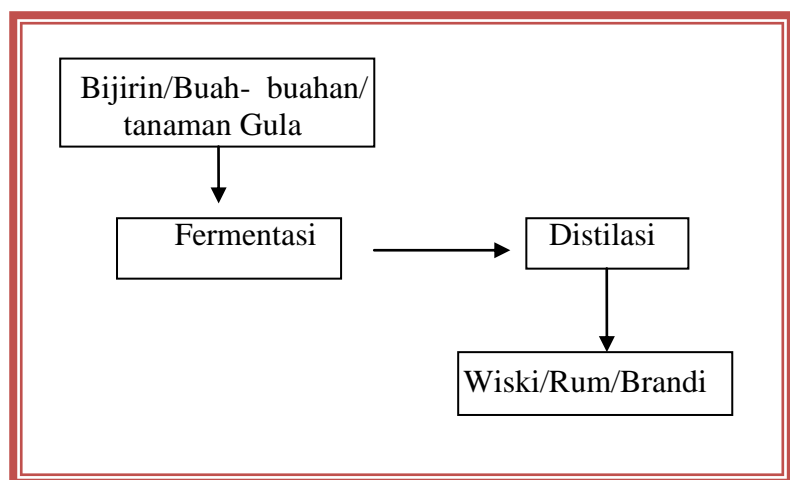 Bijirin/Buah- buahan/
tanaman Gula
Fermentasi
Distilasi
Wiski/Rum/Brandi